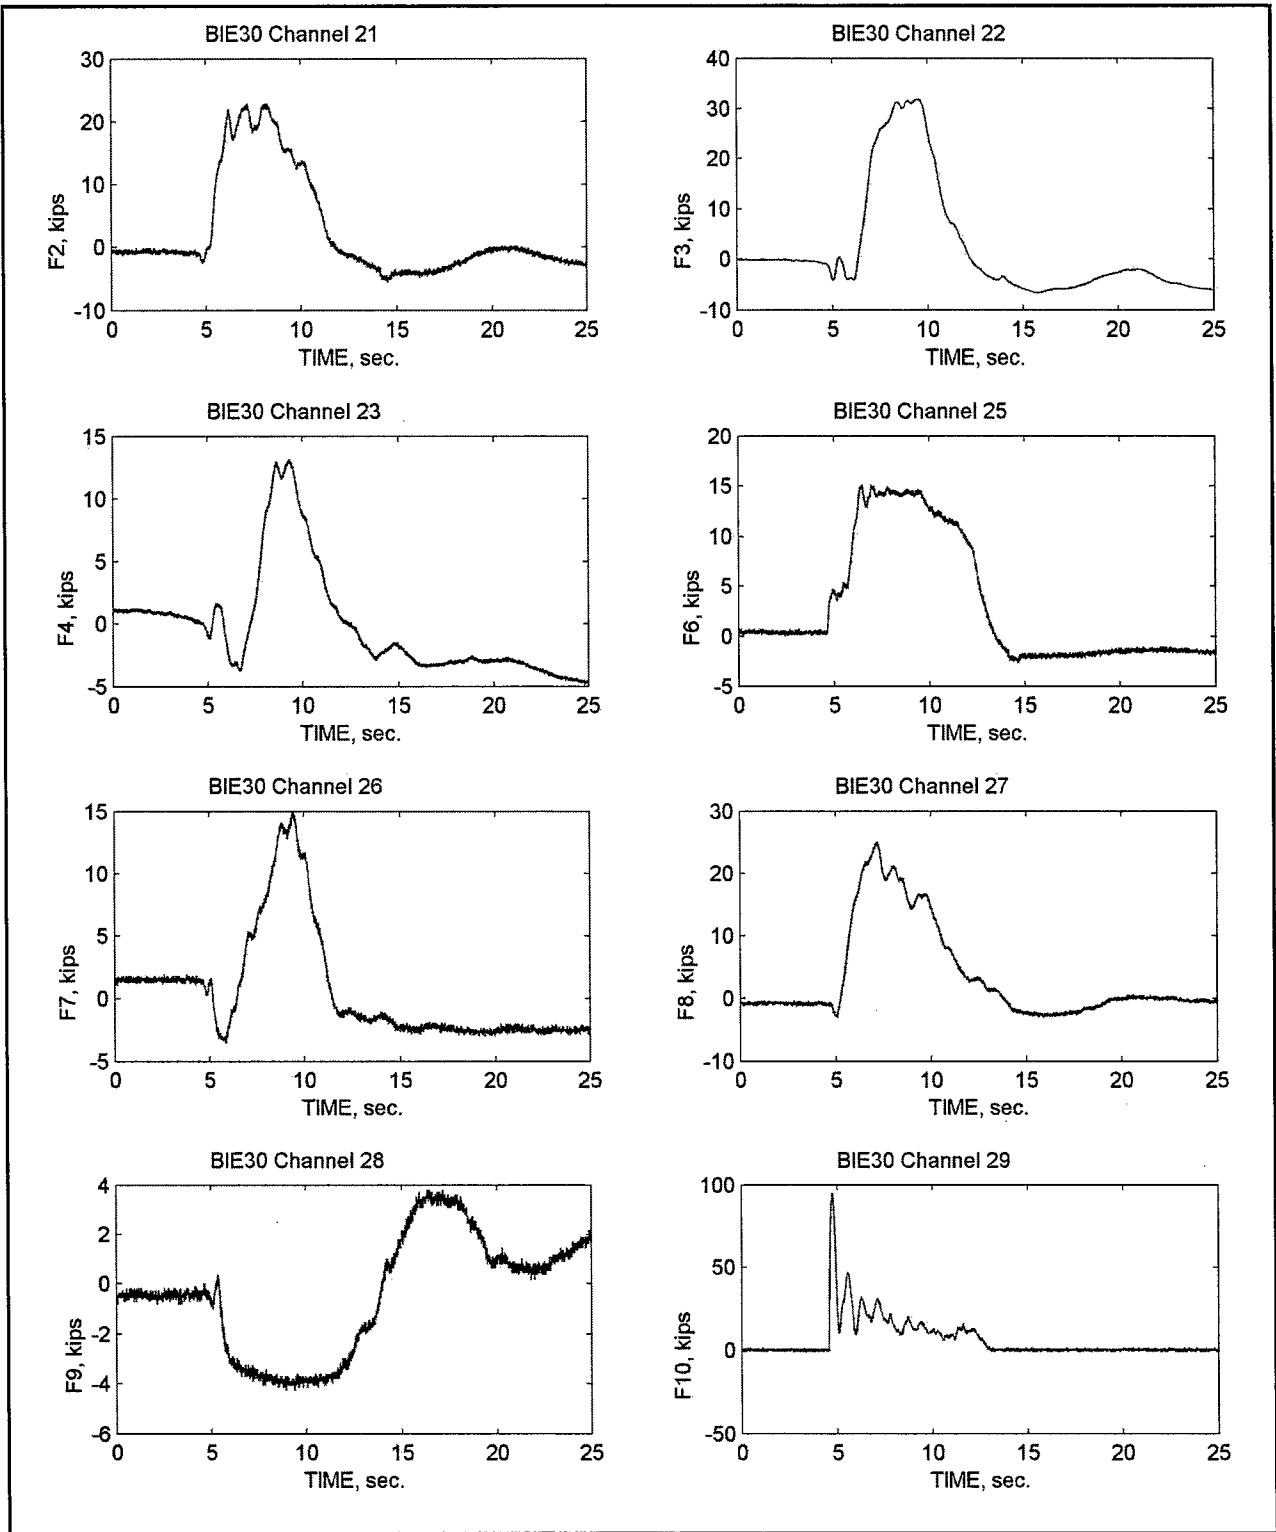 BIE30 Channel 21
30
20
10
0
-10
F2, kips
0 5 10 15 20 25
TIME, sec.
BIE30 Channel 22
40
30
20
10
0
-10
F3, kips
0 5 10 15 20 25
TIME, sec.
BIE30 Channel 23
15
10
5
0
-5
F4, kips
0 5 10 15 20 25
TIME, sec.
BIE30 Channel 25
20
15
10
5
0
-5
F6, kips
0 5 10 15 20 25
TIME, sec.
BIE30 Channel 26
15
10
5
0
-5
F7, kips
0 5 10 15 20 25
TIME, sec.
BIE30 Channel 27
30
20
10
0
-10
F8, kips
0 5 10 15 20 25
TIME, sec.
BIE30 Channel 28
4
2
0
-2
-4
-6
F9, kips
0 5 10 15 20 25
TIME, sec.
BIE30 Channel 29
100
50
0
-50
F10, kips
0 5 10 15 20 25
TIME, sec.